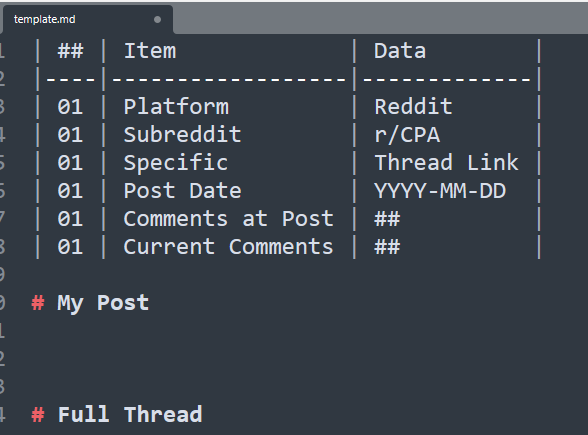 template.md
1 | ## | Item             | Data        |
2 |----|------------------|-------------|
3 | 01 | Platform         | Reddit      |
4 | 01 | Subreddit        | r/CPA       |
5 | 01 | Specific         | Thread Link |
6 | 01 | Post Date        | YYYY-MM-DD  |
7 | 01 | Comments at Post | ##          |
8 | 01 | Current Comments | ##          |
9
0 # My Post
1
2
3
4 # Full Thread